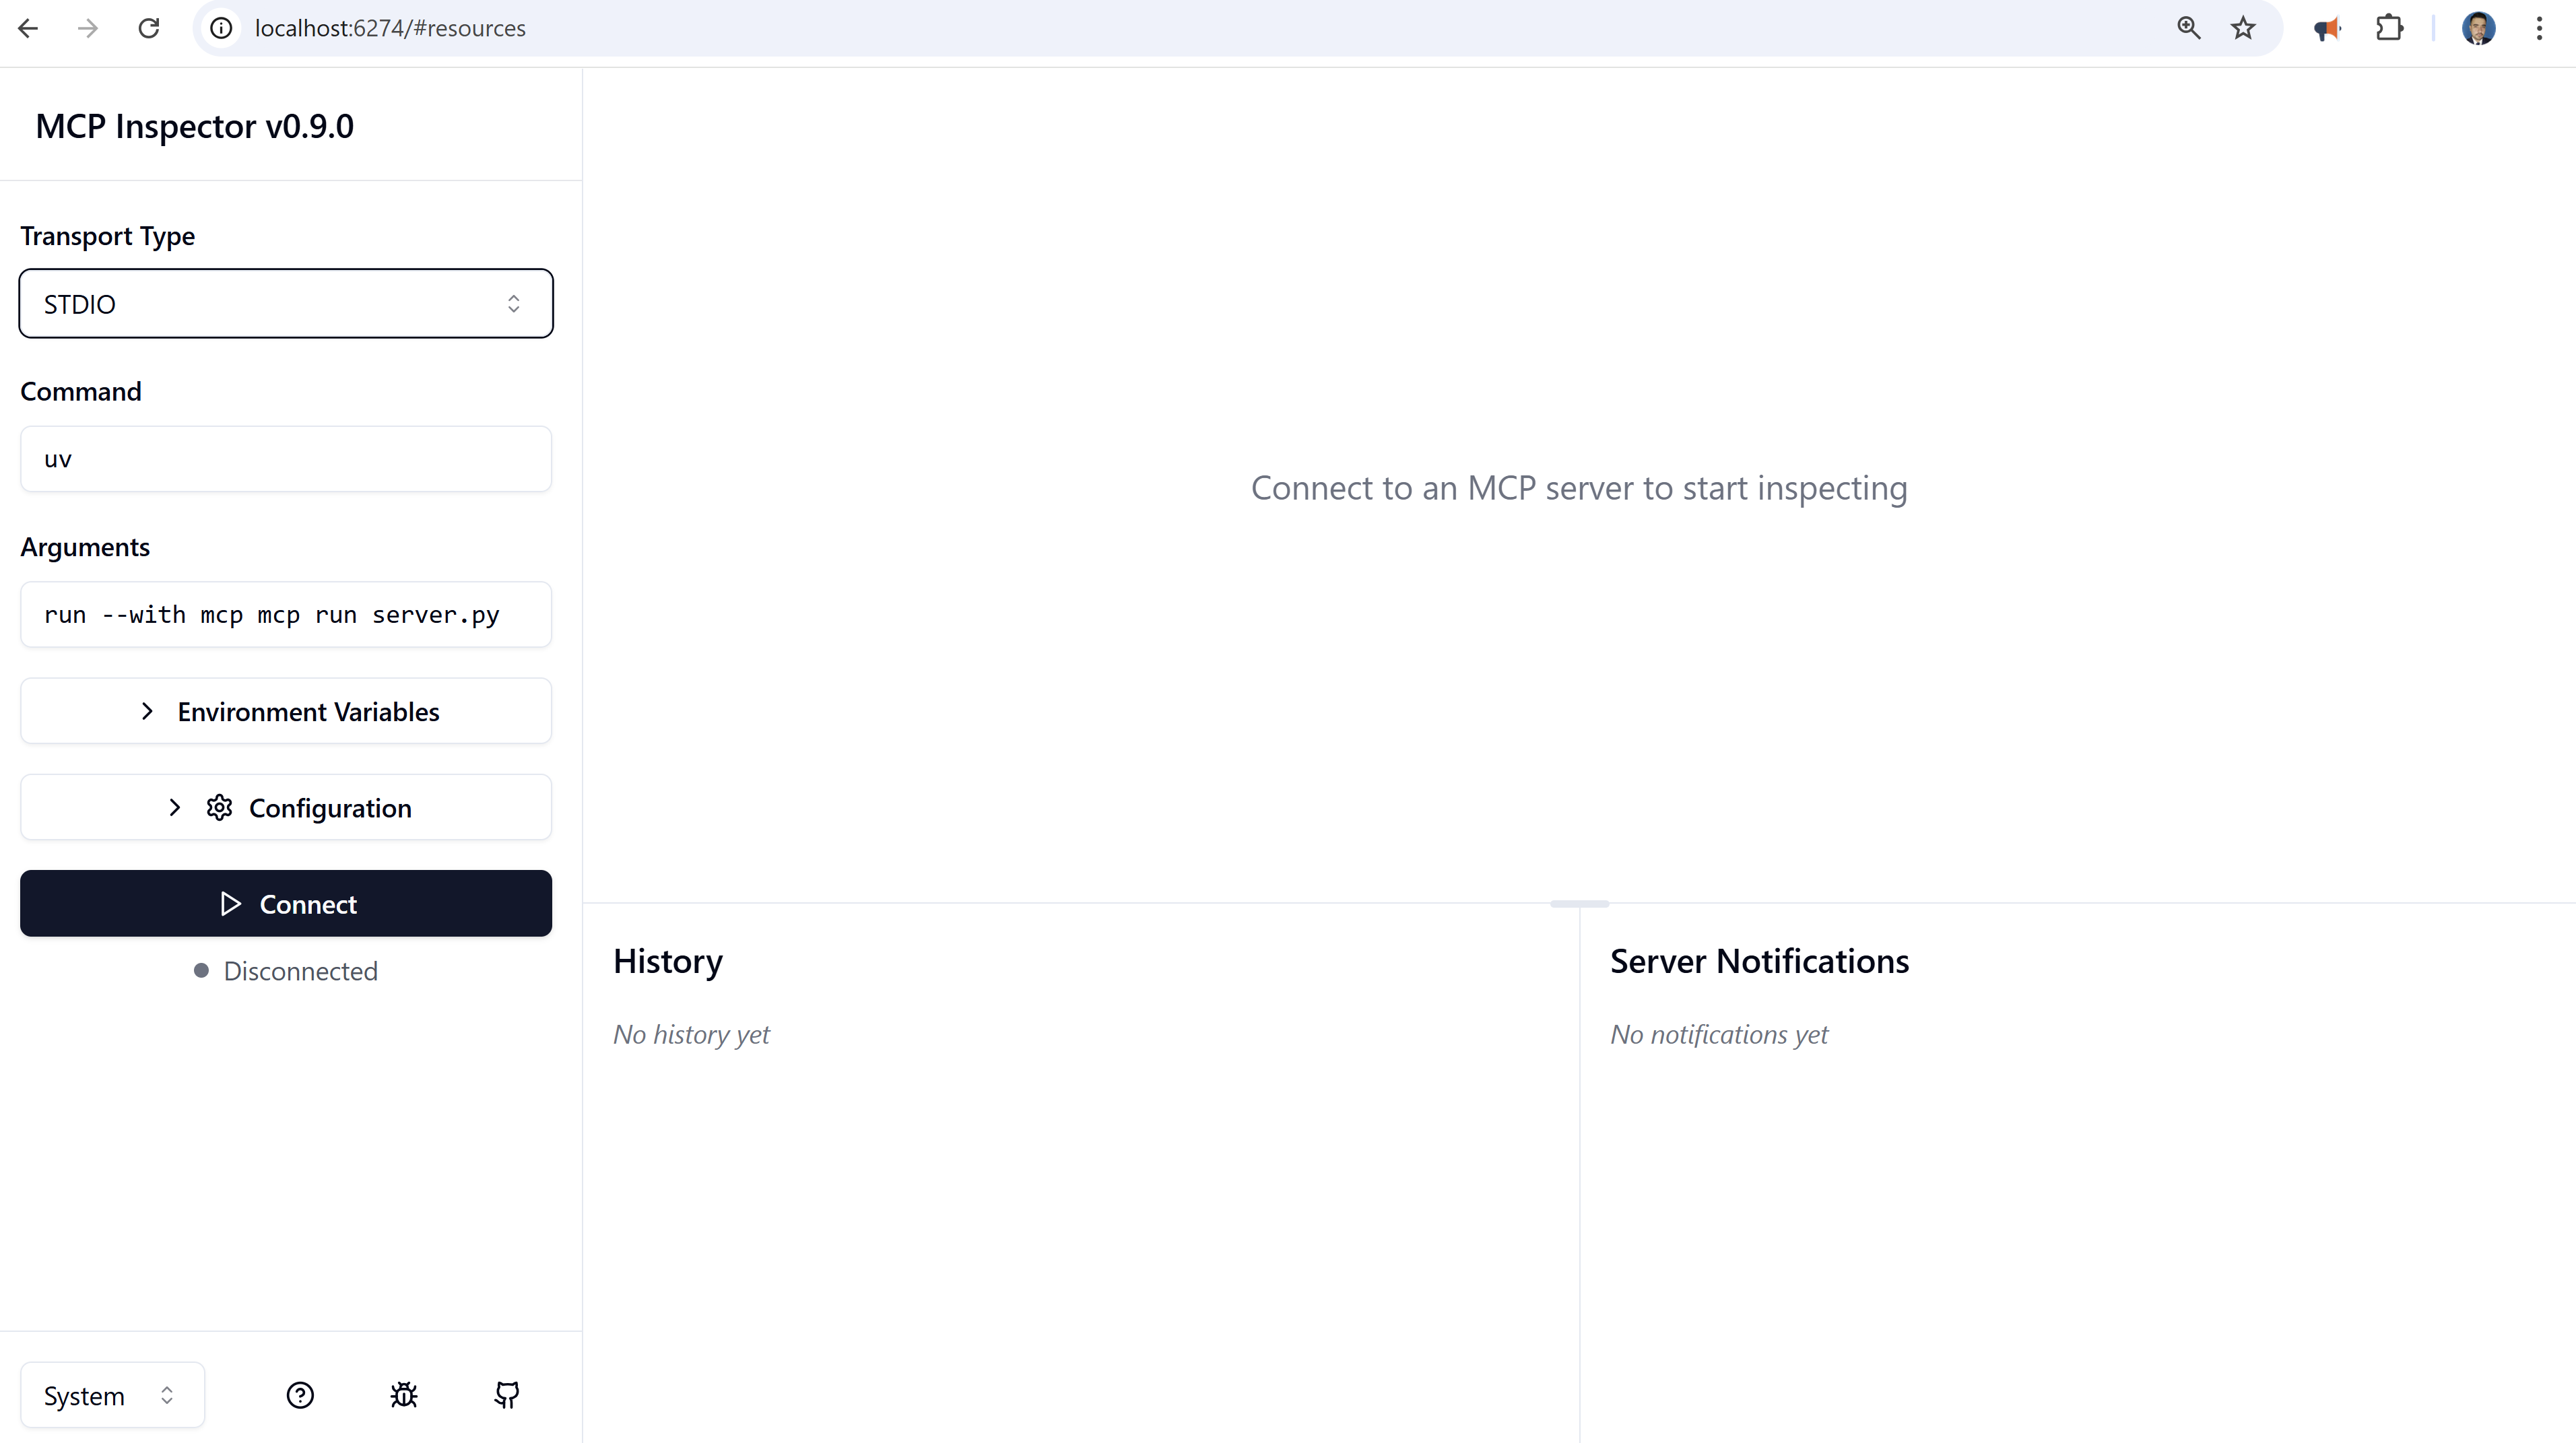 localhost:6274/#resources
MCP Inspector v0.9.0
Transport Type
STDIO
Command
uv
Arguments
run --with mcp mcp run server.py
Environment Variables
Configuration
Connect
Disconnected
System
Connect to an MCP server to start inspecting
History
No history yet
Server Notifications
No notifications yet